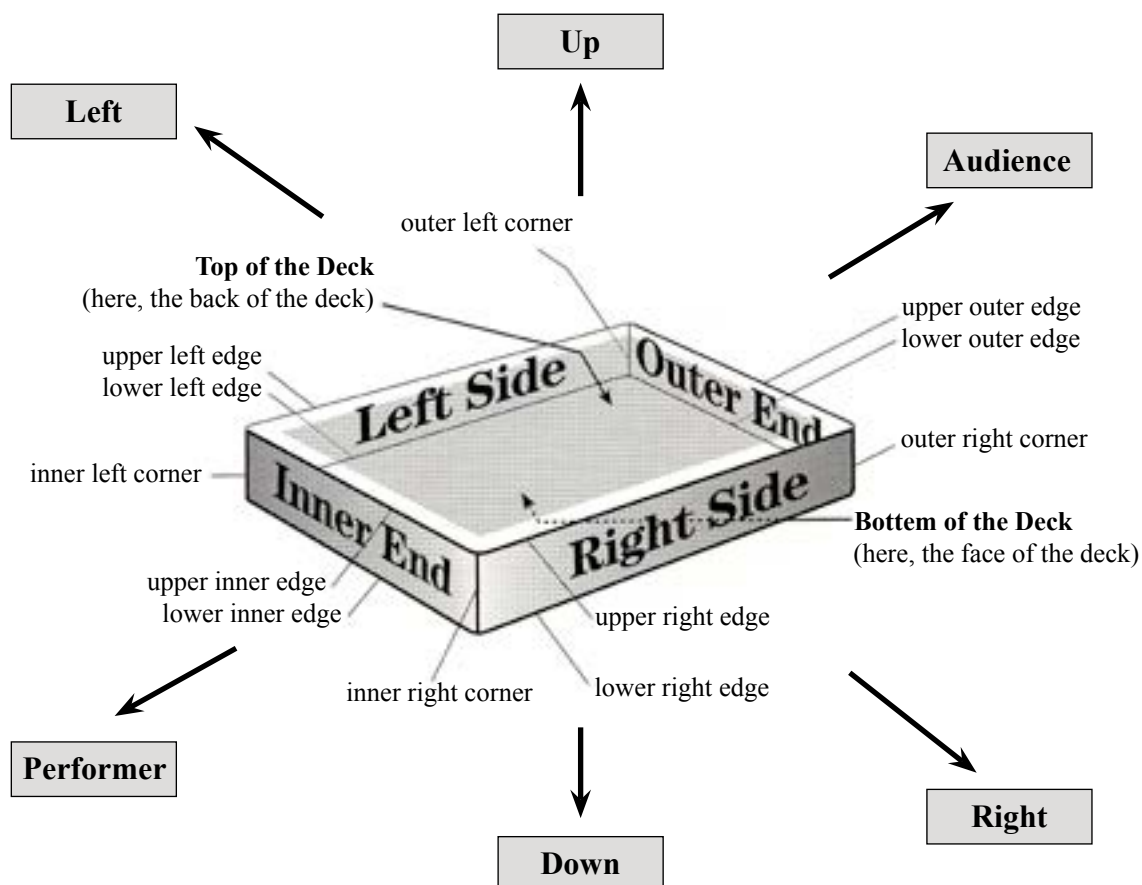 Up
Left
Audience
outer left corner
Top of the Deck
(here, the back of the deck)
upper outer edge
lower outer edge
upper left edge
lower left edge
Left Side
Outer End
outer right corner
inner left corner
Inner End
Right Side
Bottem of the Deck
(here, the face of the deck)
upper inner edge
lower inner edge
upper right edge
inner right corner
lower right edge
Performer
Right
Down